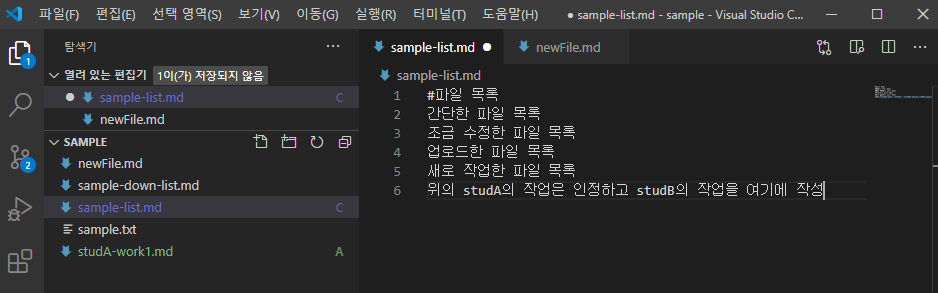 파일(F) 편집(E) 선택 영역(S) 보기(V) 이동(G) 실행(R) 터미널(T) 도움말(H) ● sample-list.md - sample - Visual Studio C...
탐색기
열려 있는 편집기 1이(가) 저장되지 않음
sample-list.md C
newFile.md
SAMPLE
newFile.md
sample-down-list.md
sample-list.md C
sample.txt
studA-work1.md A
1
2
sample-list.md ● newFile.md
sample-list.md
1 #파일 목록
2 간단한 파일 목록
3 조금 수정한 파일 목록
4 업로드한 파일 목록
5 새로 작업한 파일 목록
6 위의 studA의 작업은 인정하고 studB의 작업을 여기에 작성